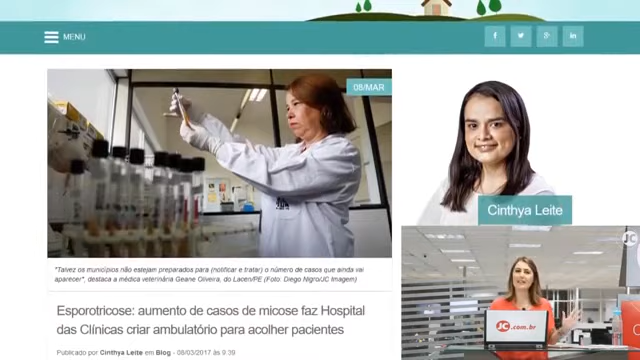 MENU
f
g+
in
08/MAR
Cinthya Leite
"Talvez os municípios não estejam preparados para (notificar e tratar) o número de casos que ainda vai
aparecer", destaca a médica veterinária Geane Oliveira, do Lacen/PE (Foto: Diego Nigro/JC Imagem)
JC
JC.com.br
Esporotricose: aumento de casos de micose faz Hospital
das Clínicas criar ambulatório para acolher pacientes
Publicado por Cinthya Leite em Blog - 08/03/2017 às 9:39